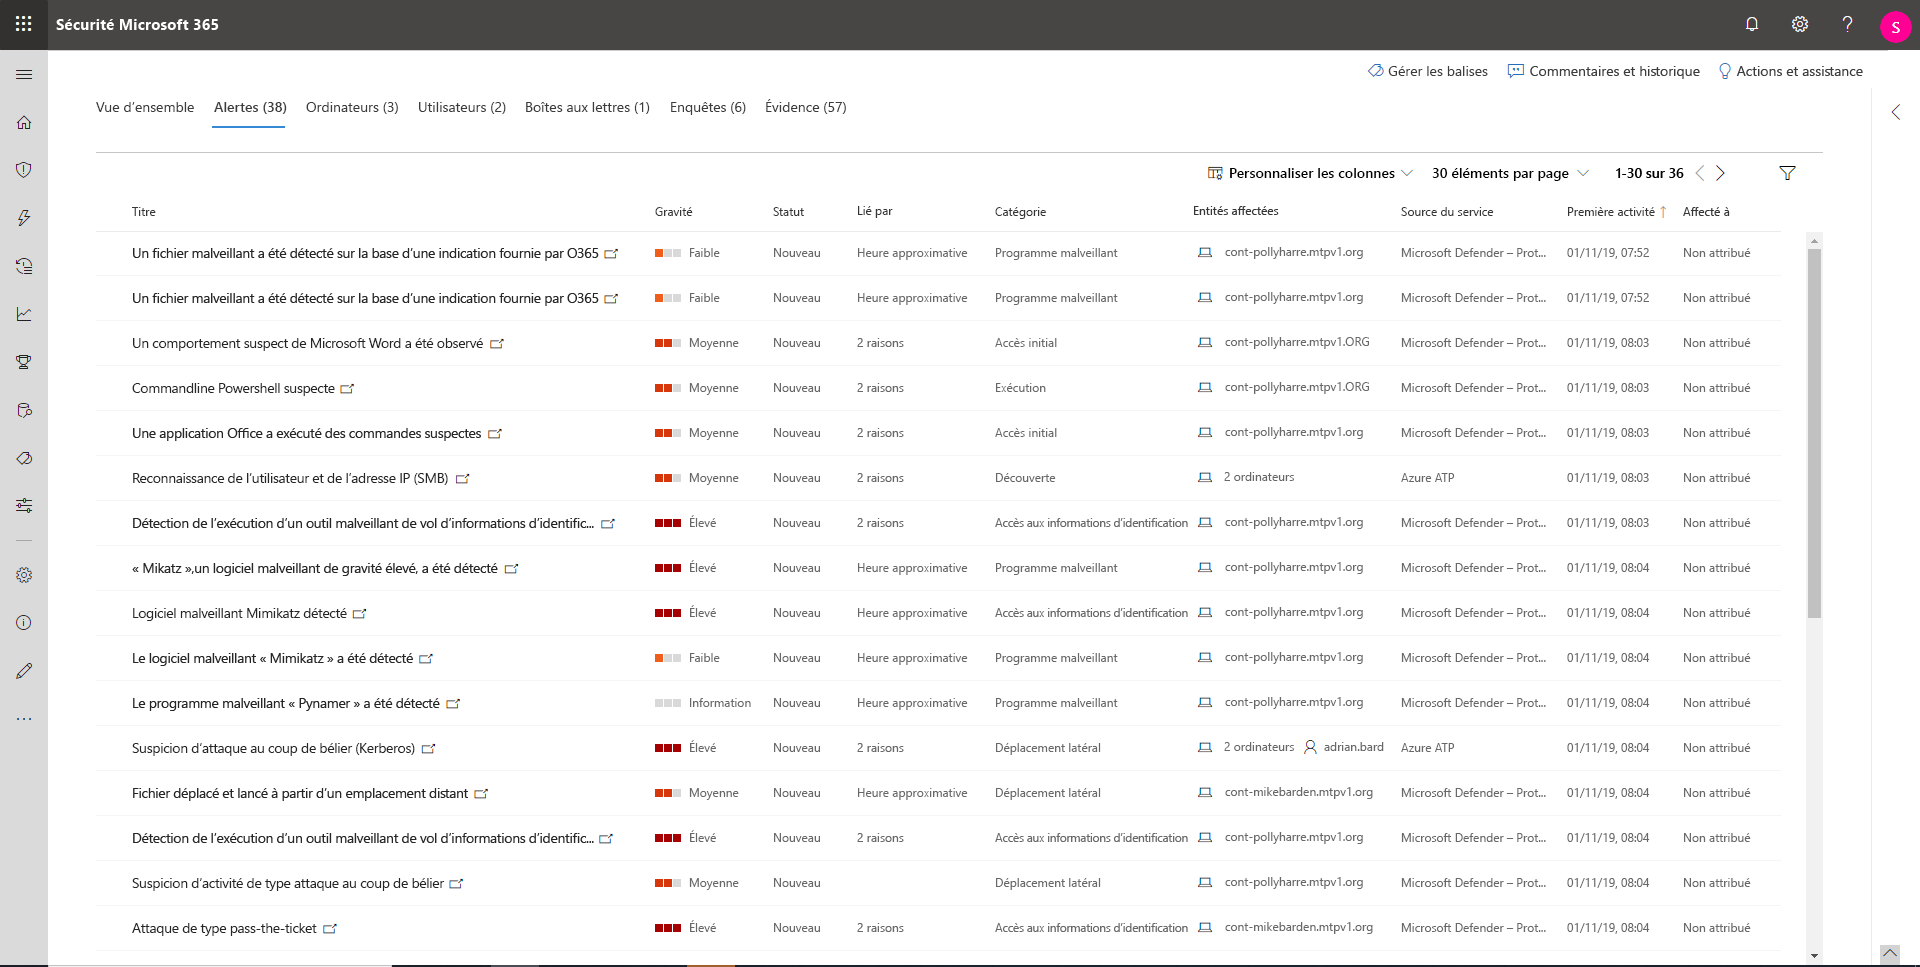 Sécurité Microsoft 365
S
Gérer les balises Commentaires et historique Actions et assistance
Vue d’ensemble Alertes (38) Ordinateurs (3) Utilisateurs (2) Boîtes aux lettres (1) Enquêtes (6) Évidence (57)
Personnaliser les colonnes 30 éléments par page 1-30 sur 36
Titre Gravité Statut Lié par Catégorie Entités affectées Source du service Première activité Affecté à
Un fichier malveillant a été détecté sur la base d’une indication fournie par O365 Faible Nouveau Heure approximative Programme malveillant cont-pollyharre.mtpv1.org Microsoft Defender – Prot... 01/11/19, 07:52 Non attribué
Un fichier malveillant a été détecté sur la base d’une indication fournie par O365 Faible Nouveau Heure approximative Programme malveillant cont-pollyharre.mtpv1.org Microsoft Defender – Prot... 01/11/19, 07:52 Non attribué
Un comportement suspect de Microsoft Word a été observé Moyenne Nouveau 2 raisons Accès initial cont-pollyharre.mtpv1.ORG Microsoft Defender – Prot... 01/11/19, 08:03 Non attribué
Commandline Powershell suspecte Moyenne Nouveau 2 raisons Exécution cont-pollyharre.mtpv1.ORG Microsoft Defender – Prot... 01/11/19, 08:03 Non attribué
Une application Office a exécuté des commandes suspectes Moyenne Nouveau 2 raisons Accès initial cont-pollyharre.mtpv1.org Microsoft Defender – Prot... 01/11/19, 08:03 Non attribué
Reconnaissance de l’utilisateur et de l’adresse IP (SMB) Moyenne Nouveau 2 raisons Découverte 2 ordinateurs Azure ATP 01/11/19, 08:03 Non attribué
Détection de l’exécution d’un outil malveillant de vol d’informations d’identific... Élevé Nouveau 2 raisons Accès aux informations d’identification cont-pollyharre.mtpv1.org Microsoft Defender – Prot... 01/11/19, 08:03 Non attribué
« Mikatz »,un logiciel malveillant de gravité élevé, a été détecté Élevé Nouveau Heure approximative Programme malveillant cont-pollyharre.mtpv1.org Microsoft Defender – Prot... 01/11/19, 08:04 Non attribué
Logiciel malveillant Mimikatz détecté Élevé Nouveau Heure approximative Accès aux informations d’identification cont-pollyharre.mtpv1.org Microsoft Defender – Prot... 01/11/19, 08:04 Non attribué
Le logiciel malveillant « Mimikatz » a été détecté Faible Nouveau Heure approximative Programme malveillant cont-pollyharre.mtpv1.org Microsoft Defender – Prot... 01/11/19, 08:04 Non attribué
Le programme malveillant « Pynamer » a été détecté Information Nouveau Heure approximative Programme malveillant cont-pollyharre.mtpv1.org Microsoft Defender – Prot... 01/11/19, 08:04 Non attribué
Suspicion d’attaque au coup de bélier (Kerberos) Élevé Nouveau 2 raisons Déplacement latéral 2 ordinateurs adrian.bard Azure ATP 01/11/19, 08:04 Non attribué
Fichier déplacé et lancé à partir d’un emplacement distant Moyenne Nouveau Heure approximative Déplacement latéral cont-mikebarden.mtpv1.org Microsoft Defender – Prot... 01/11/19, 08:04 Non attribué
Détection de l’exécution d’un outil malveillant de vol d’informations d’identific... Élevé Nouveau 2 raisons Accès aux informations d’identification cont-pollyharre.mtpv1.org Microsoft Defender – Prot... 01/11/19, 08:04 Non attribué
Suspicion d’activité de type attaque au coup de bélier Moyenne Nouveau Déplacement latéral cont-pollyharre.mtpv1.org Microsoft Defender – Prot... 01/11/19, 08:04 Non attribué
Attaque de type pass-the-ticket Élevé Nouveau 2 raisons Accès aux informations d’identification cont-mikebarden.mtpv1.org Microsoft Defender – Prot... 01/11/19, 08:04 Non attribué